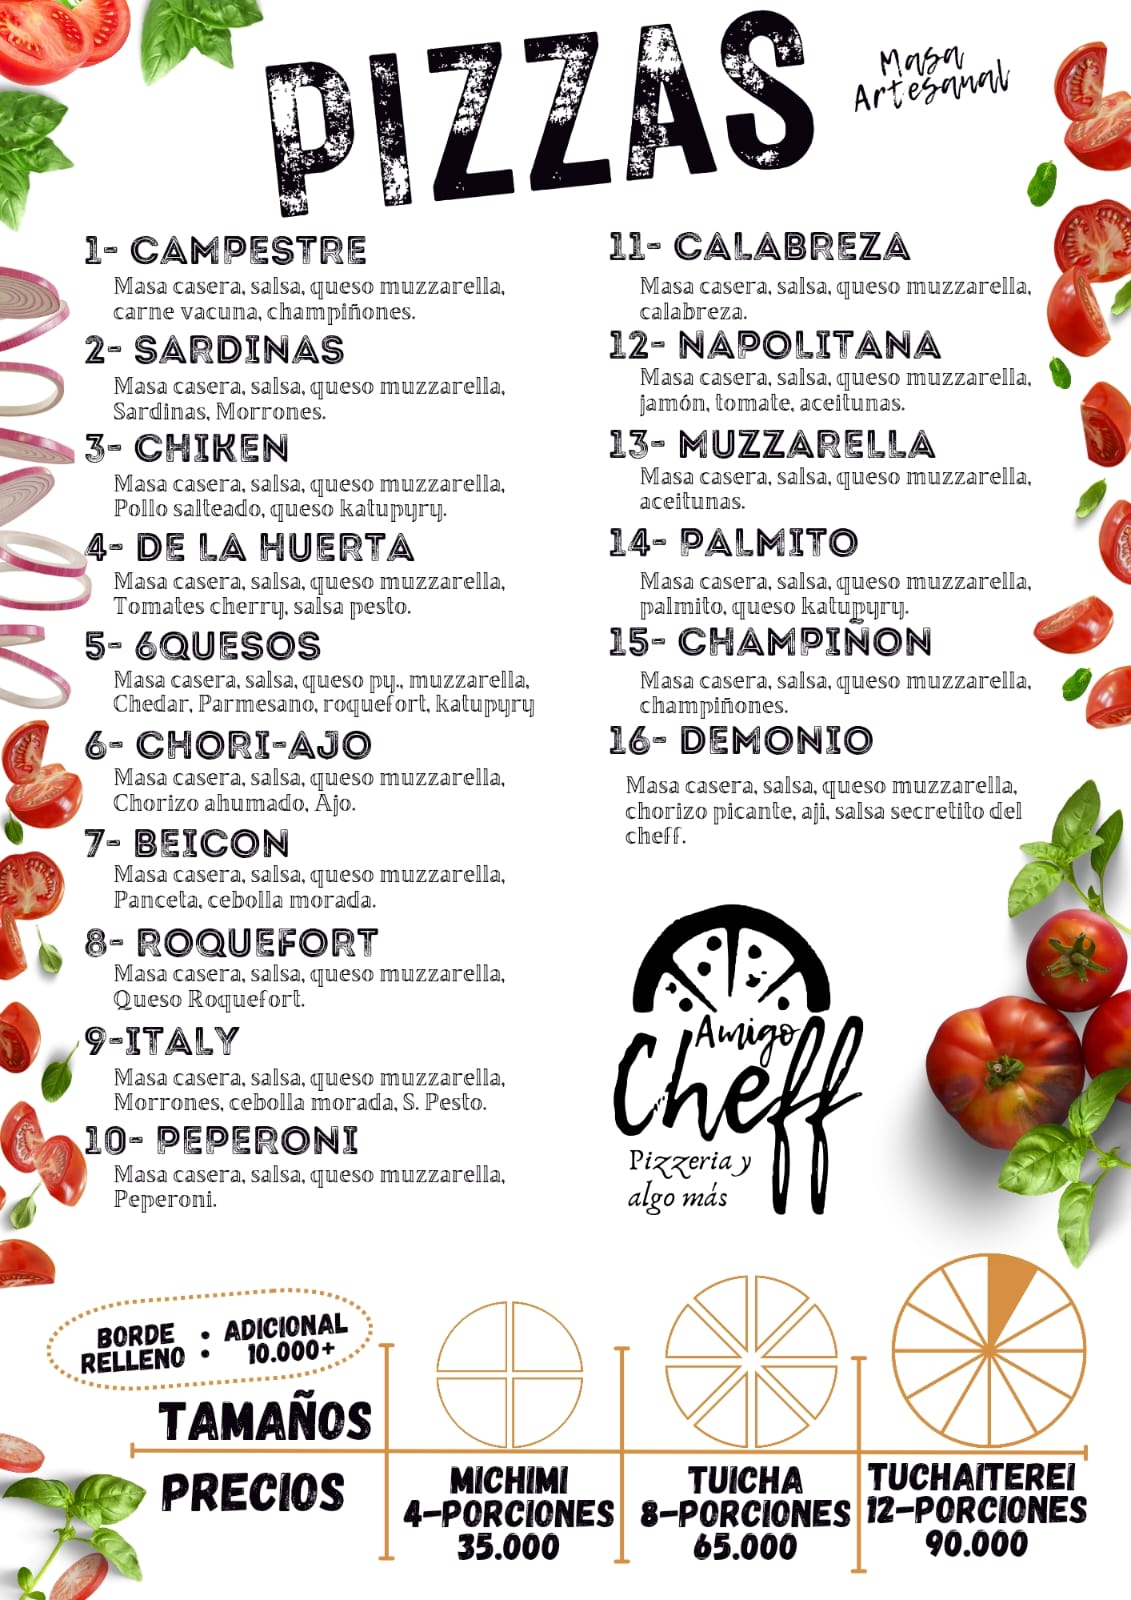 PIZZAS
Masa
Artesanal
1- CAMPESTRE
Masa casera, salsa, queso muzzarella,
carne vacuna, champiñones.
2- SARDINAS
Masa casera, salsa, queso muzzarella,
Sardinas, Morrones.
3- CHIKEN
Masa casera, salsa, queso muzzarella,
Pollo salteado, queso katupyry.
4- DE LA HUERTA
Masa casera, salsa, queso muzzarella,
Tomates cherry, salsa pesto.
5- 6QUESOS
Masa casera, salsa, queso py., muzzarella,
Chedar, Parmesano, roquefort, katupyry
6- CHORI-AJO
Masa casera, salsa, queso muzzarella,
Chorizo ahumado, Ajo.
7- BEICON
Masa casera, salsa, queso muzzarella,
Panceta, cebolla morada.
8- ROQUEFORT
Masa casera, salsa, queso muzzarella,
Queso Roquefort.
9-ITALY
Masa casera, salsa, queso muzzarella,
Morrones, cebolla morada, S. Pesto.
10- PEPERONI
Masa casera, salsa, queso muzzarella,
Peperoni.
11- CALABREZA
Masa casera, salsa, queso muzzarella,
calabreza.
12- NAPOLITANA
Masa casera, salsa, queso muzzarella,
jamón, tomate, aceitunas.
13- MUZZARELLA
Masa casera, salsa, queso muzzarella,
aceitunas.
14- PALMITO
Masa casera, salsa, queso muzzarella,
palmito, queso katupyry.
15- CHAMPIÑON
Masa casera, salsa, queso muzzarella,
champiñones.
16- DEMONIO
Masa casera, salsa, queso muzzarella,
chorizo picante, aji, salsa secretito del
cheff.
Amigo
Cheff
Pizzeria y
algo más
BORDE RELLENO : ADICIONAL 10.000+
TAMAÑOS
PRECIOS
MICHIMI
4-PORCIONES
35.000
TUICHA
8-PORCIONES
65.000
TUCHAITEREI
12-PORCIONES
90.000